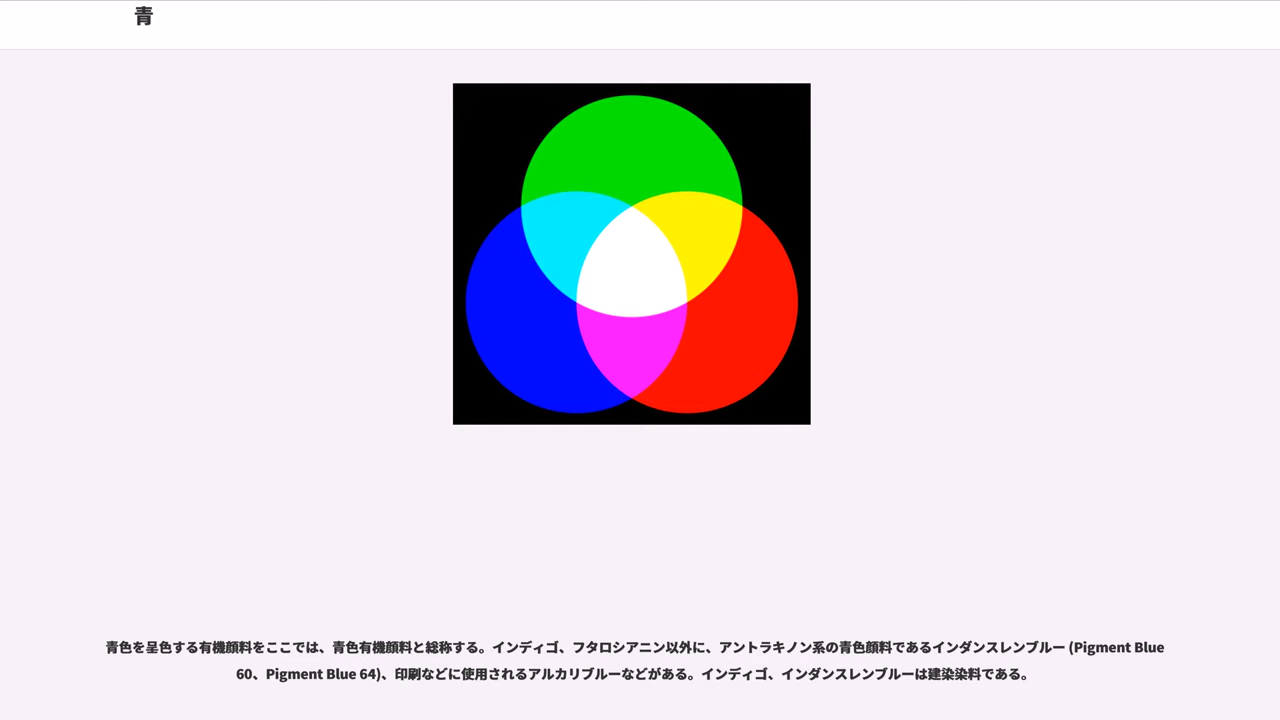 青
青色を呈色する有機顔料をここでは、青色有機顔料と総称する。インディゴ、フタロシアニン以外に、アントラキノン系の青色顔料であるインダンスレンブルー (Pigment Blue
60、Pigment Blue 64)、印刷などに使用されるアルカリブルーなどがある。インディゴ、インダンスレンブルーは建染染料である。